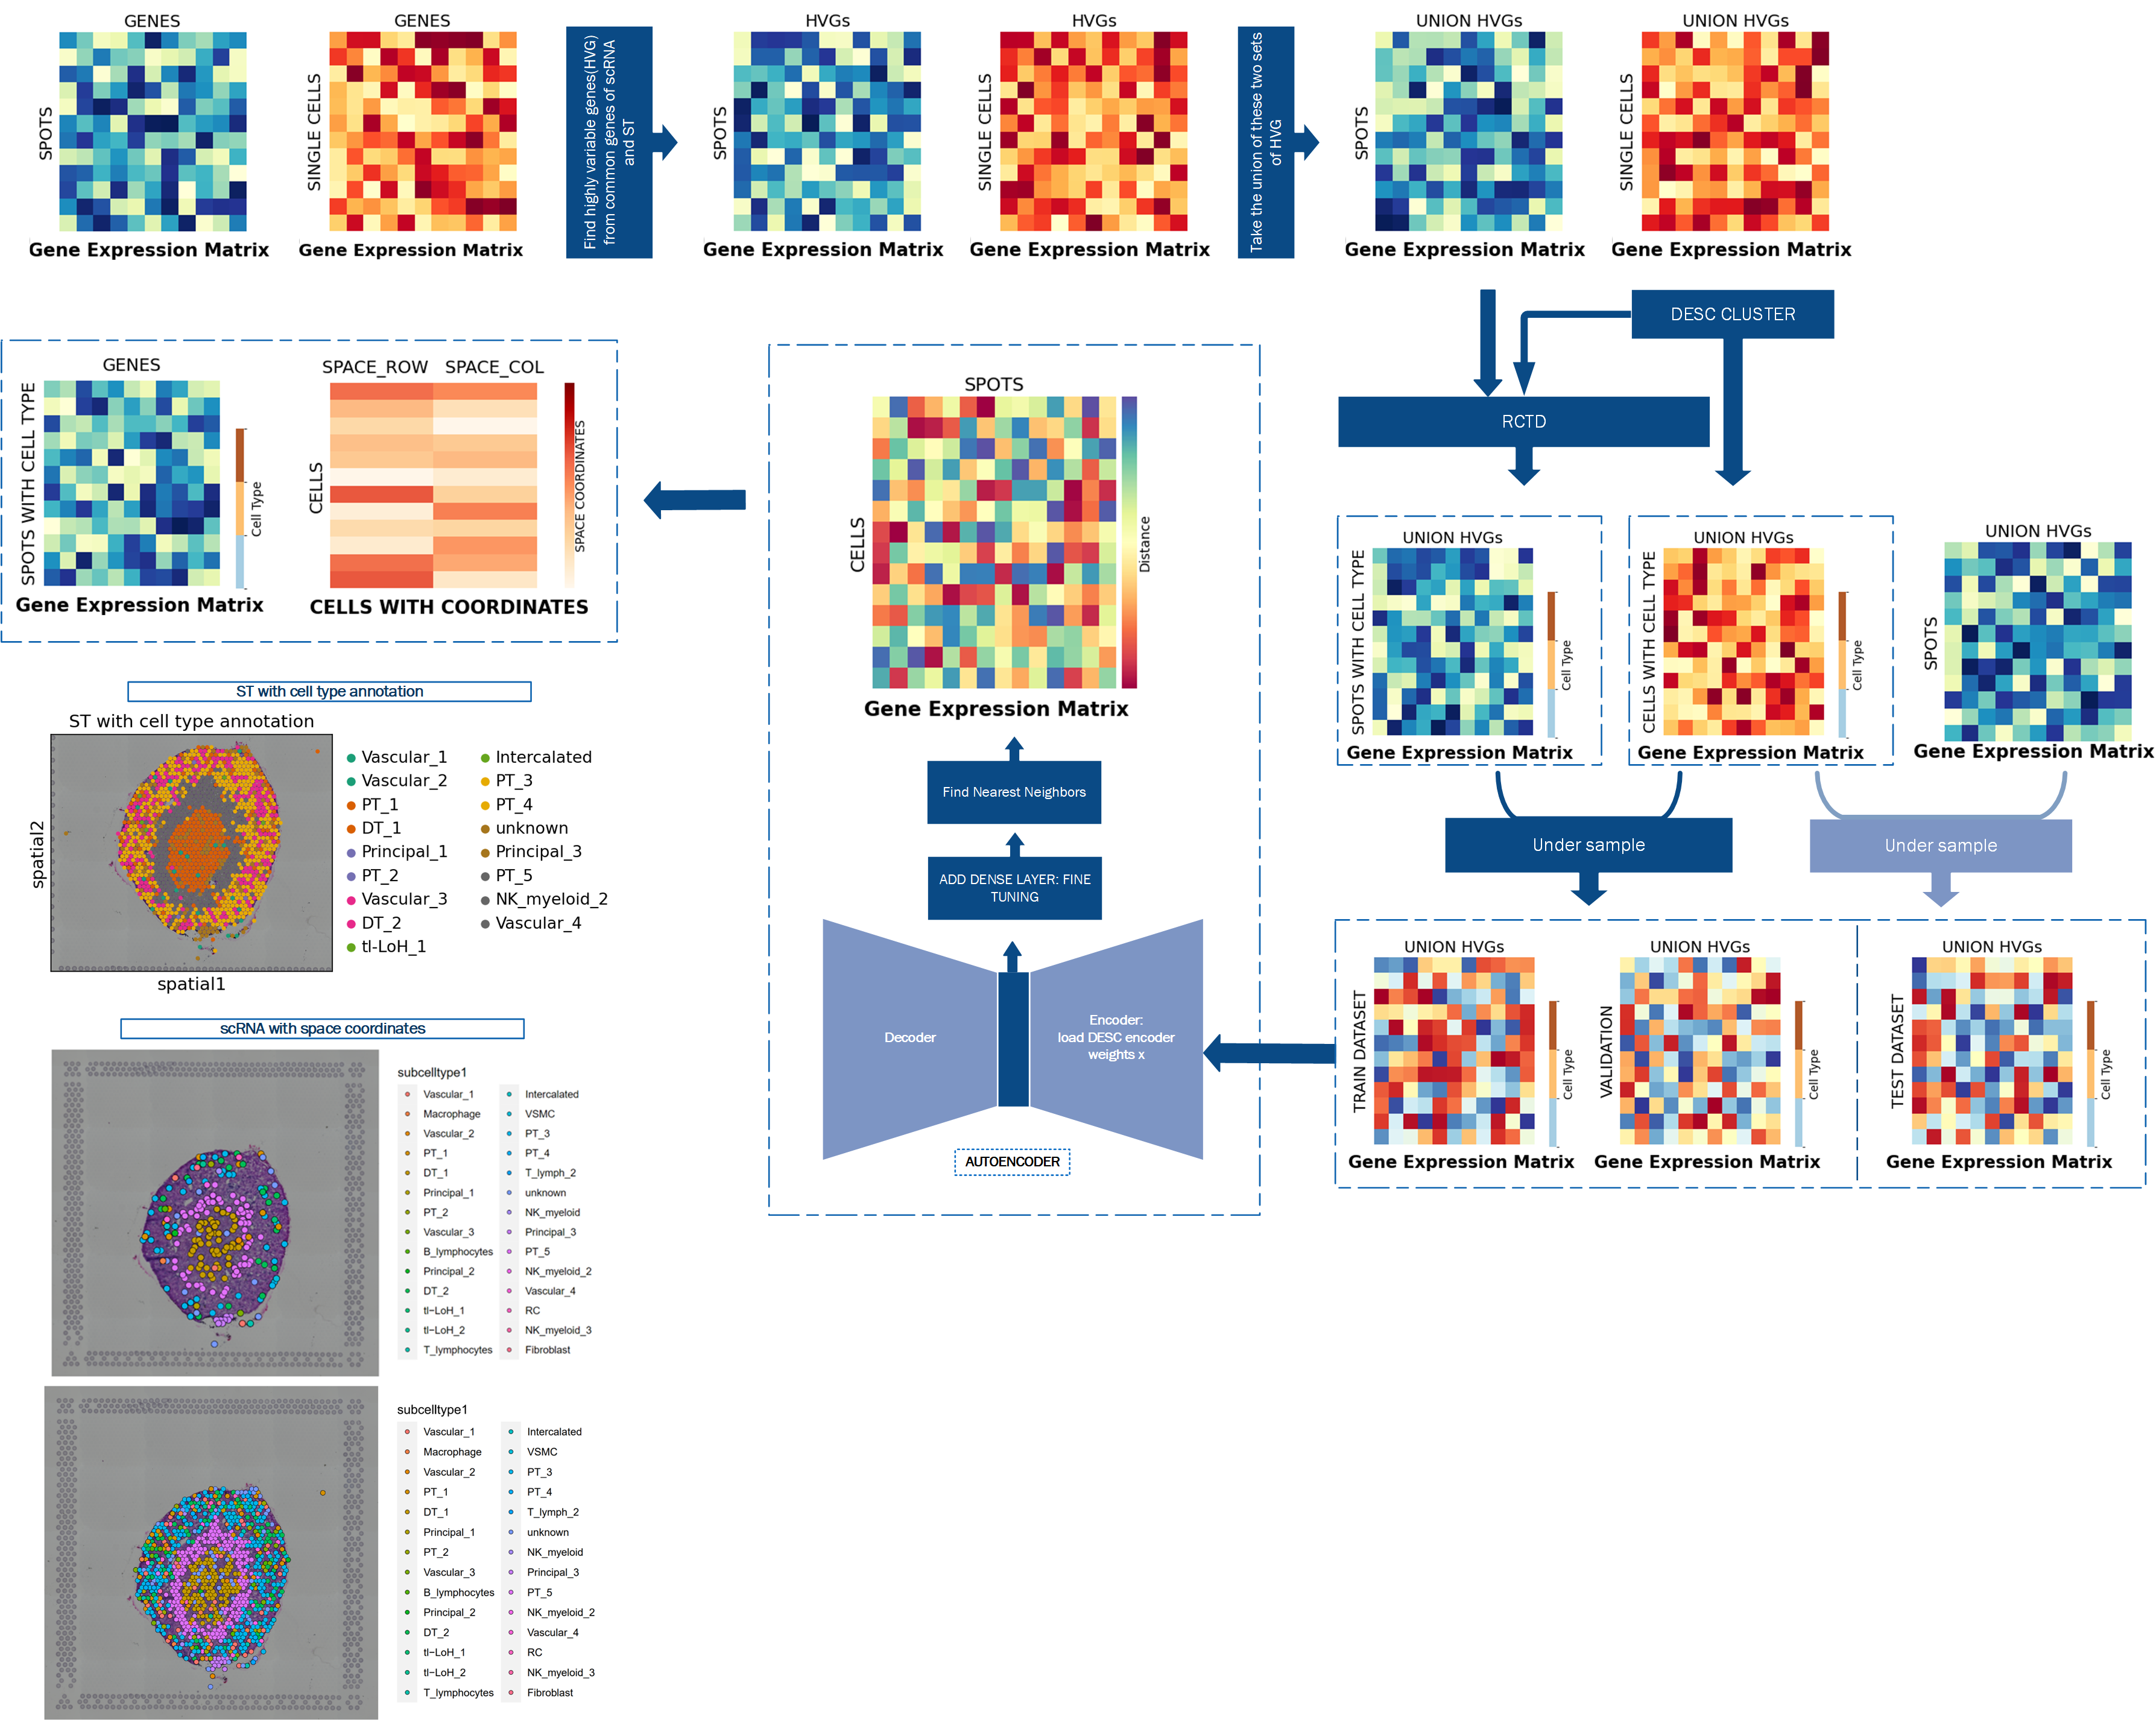 GENES
SPOTS
Gene Expression Matrix
GENES
SINGLE CELLS
Gene Expression Matrix
Find highly variable genes(HVG)
from common genes of scRNA
and ST
HVGs
SPOTS
Gene Expression Matrix
HVGs
SINGLE CELLS
Gene Expression Matrix
Take the union of these two sets
of HVG
UNION HVGs
SPOTS
Gene Expression Matrix
UNION HVGs
SINGLE CELLS
Gene Expression Matrix
DESC CLUSTER
RCTD
UNION HVGs
SPOTS WITH CELL TYPE
Cell Type
Gene Expression Matrix
UNION HVGs
CELLS WITH CELL TYPE
Cell Type
Gene Expression Matrix
UNION HVGs
SPOTS
Gene Expression Matrix
Under sample
Under sample
UNION HVGs
TRAIN DATASET
Cell Type
Gene Expression Matrix
UNION HVGs
VALIDATION
Gene Expression Matrix
Cell Type
UNION HVGs
TEST DATASET
Cell Type
Gene Expression Matrix
SPOTS
CELLS
Distance
Gene Expression Matrix
Find Nearest Neighbors
ADD DENSE LAYER: FINE
TUNING
Decoder
Encoder:
load DESC encoder
weights x
AUTOENCODER
GENES
SPOTS WITH CELL TYPE
Cell Type
Gene Expression Matrix
SPACE_ROW
SPACE_COL
CELLS
SPACE COORDINATES
CELLS WITH COORDINATES
ST with cell type annotation
ST with cell type annotation
spatial2
spatial1
Vascular_1
Vascular_2
PT_1
DT_1
Principal_1
PT_2
Vascular_3
DT_2
tl-LoH_1
Intercalated
PT_3
PT_4
unknown
Principal_3
PT_5
NK_myeloid_2
Vascular_4
scRNA with space coordinates
subcelltype1
Vascular_1
Macrophage
Vascular_2
PT_1
DT_1
Principal_1
PT_2
Vascular_3
B_lymphocytes
Principal_2
DT_2
tl−LoH_1
tl−LoH_2
T_lymphocytes
Intercalated
VSMC
PT_3
PT_4
T_lymph_2
unknown
NK_myeloid
Principal_3
PT_5
NK_myeloid_2
Vascular_4
RC
NK_myeloid_3
Fibroblast
subcelltype1
Vascular_1
Macrophage
Vascular_2
PT_1
DT_1
Principal_1
PT_2
Vascular_3
B_lymphocytes
Principal_2
DT_2
tl−LoH_1
tl−LoH_2
T_lymphocytes
Intercalated
VSMC
PT_3
PT_4
T_lymph_2
unknown
NK_myeloid
Principal_3
PT_5
NK_myeloid_2
Vascular_4
RC
NK_myeloid_3
Fibroblast